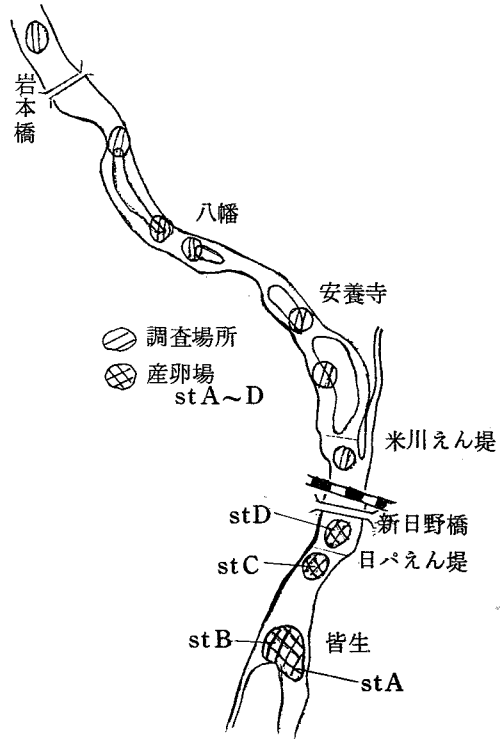 岩本橋
八幡
安養寺
調査場所
産卵場
stA～D
米川えん堤
新日野橋
stD
日パえん堤
stC
stB
皆生
stA